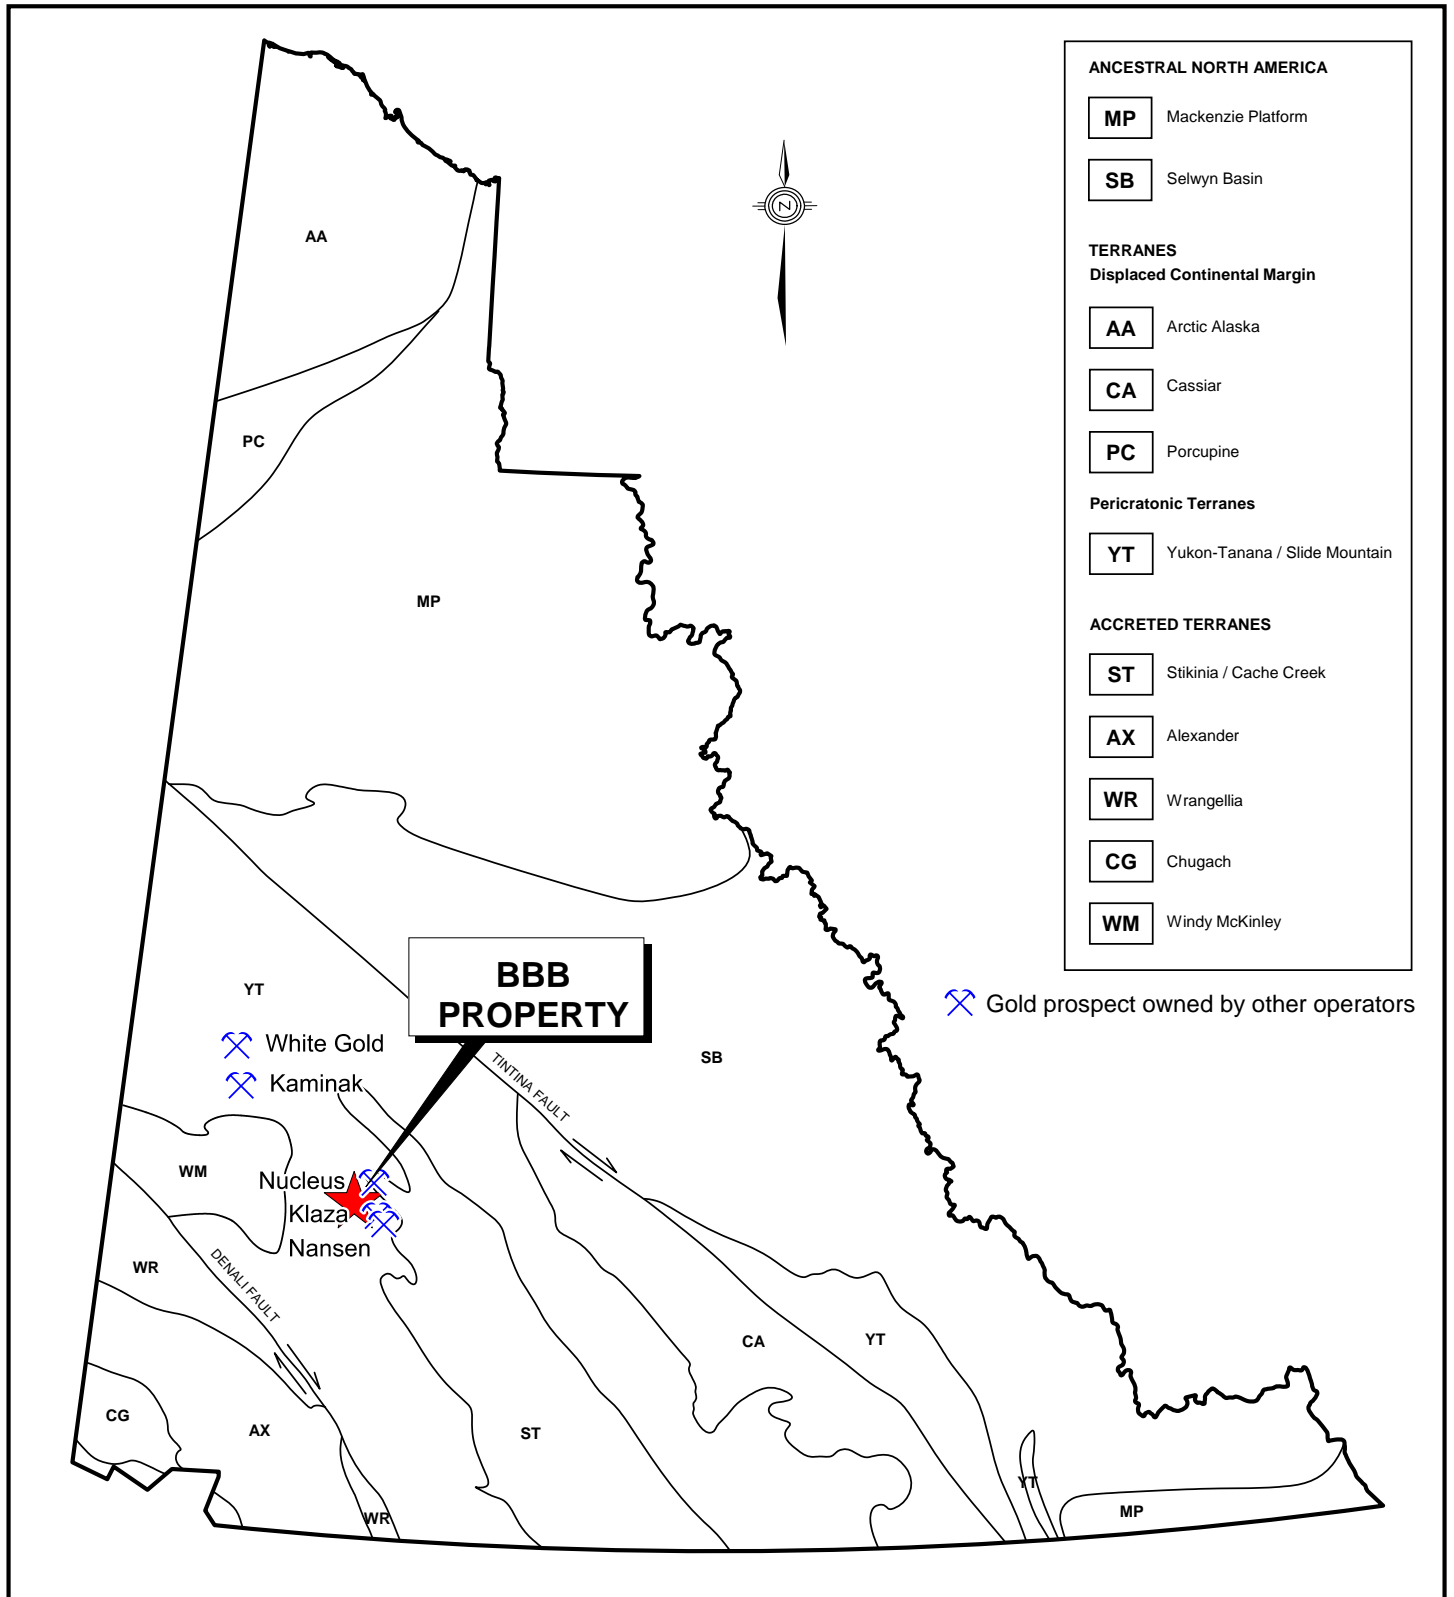 ANCESTRAL NORTH AMERICA
MP Mackenzie Platform
SB Selwyn Basin
TERRANES
Displaced Continental Margin
AA Arctic Alaska
CA Cassiar
PC Porcupine
Pericratonic Terranes
YT Yukon-Tanana / Slide Mountain
ACCRETED TERRANES
ST Stikinia / Cache Creek
AX Alexander
WR Wrangellia
CG Chugach
WM Windy McKinley
Gold prospect owned by other operators
N
AA
PC
MP
BBB
PROPERTY
YT
White Gold
Kaminak
SB
TINTINA FAULT
WM
Nucleus
Klaza
Nansen
WR
DENALI FAULT
CA
YT
CG
AX
ST
YT
WR
MP